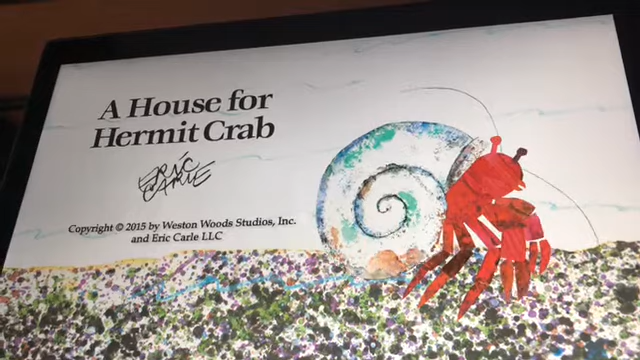 A House for
Hermit Crab
ERIC
CARLE
Copyright © 2015 by Weston Woods Studios, Inc.
and Eric Carle LLC